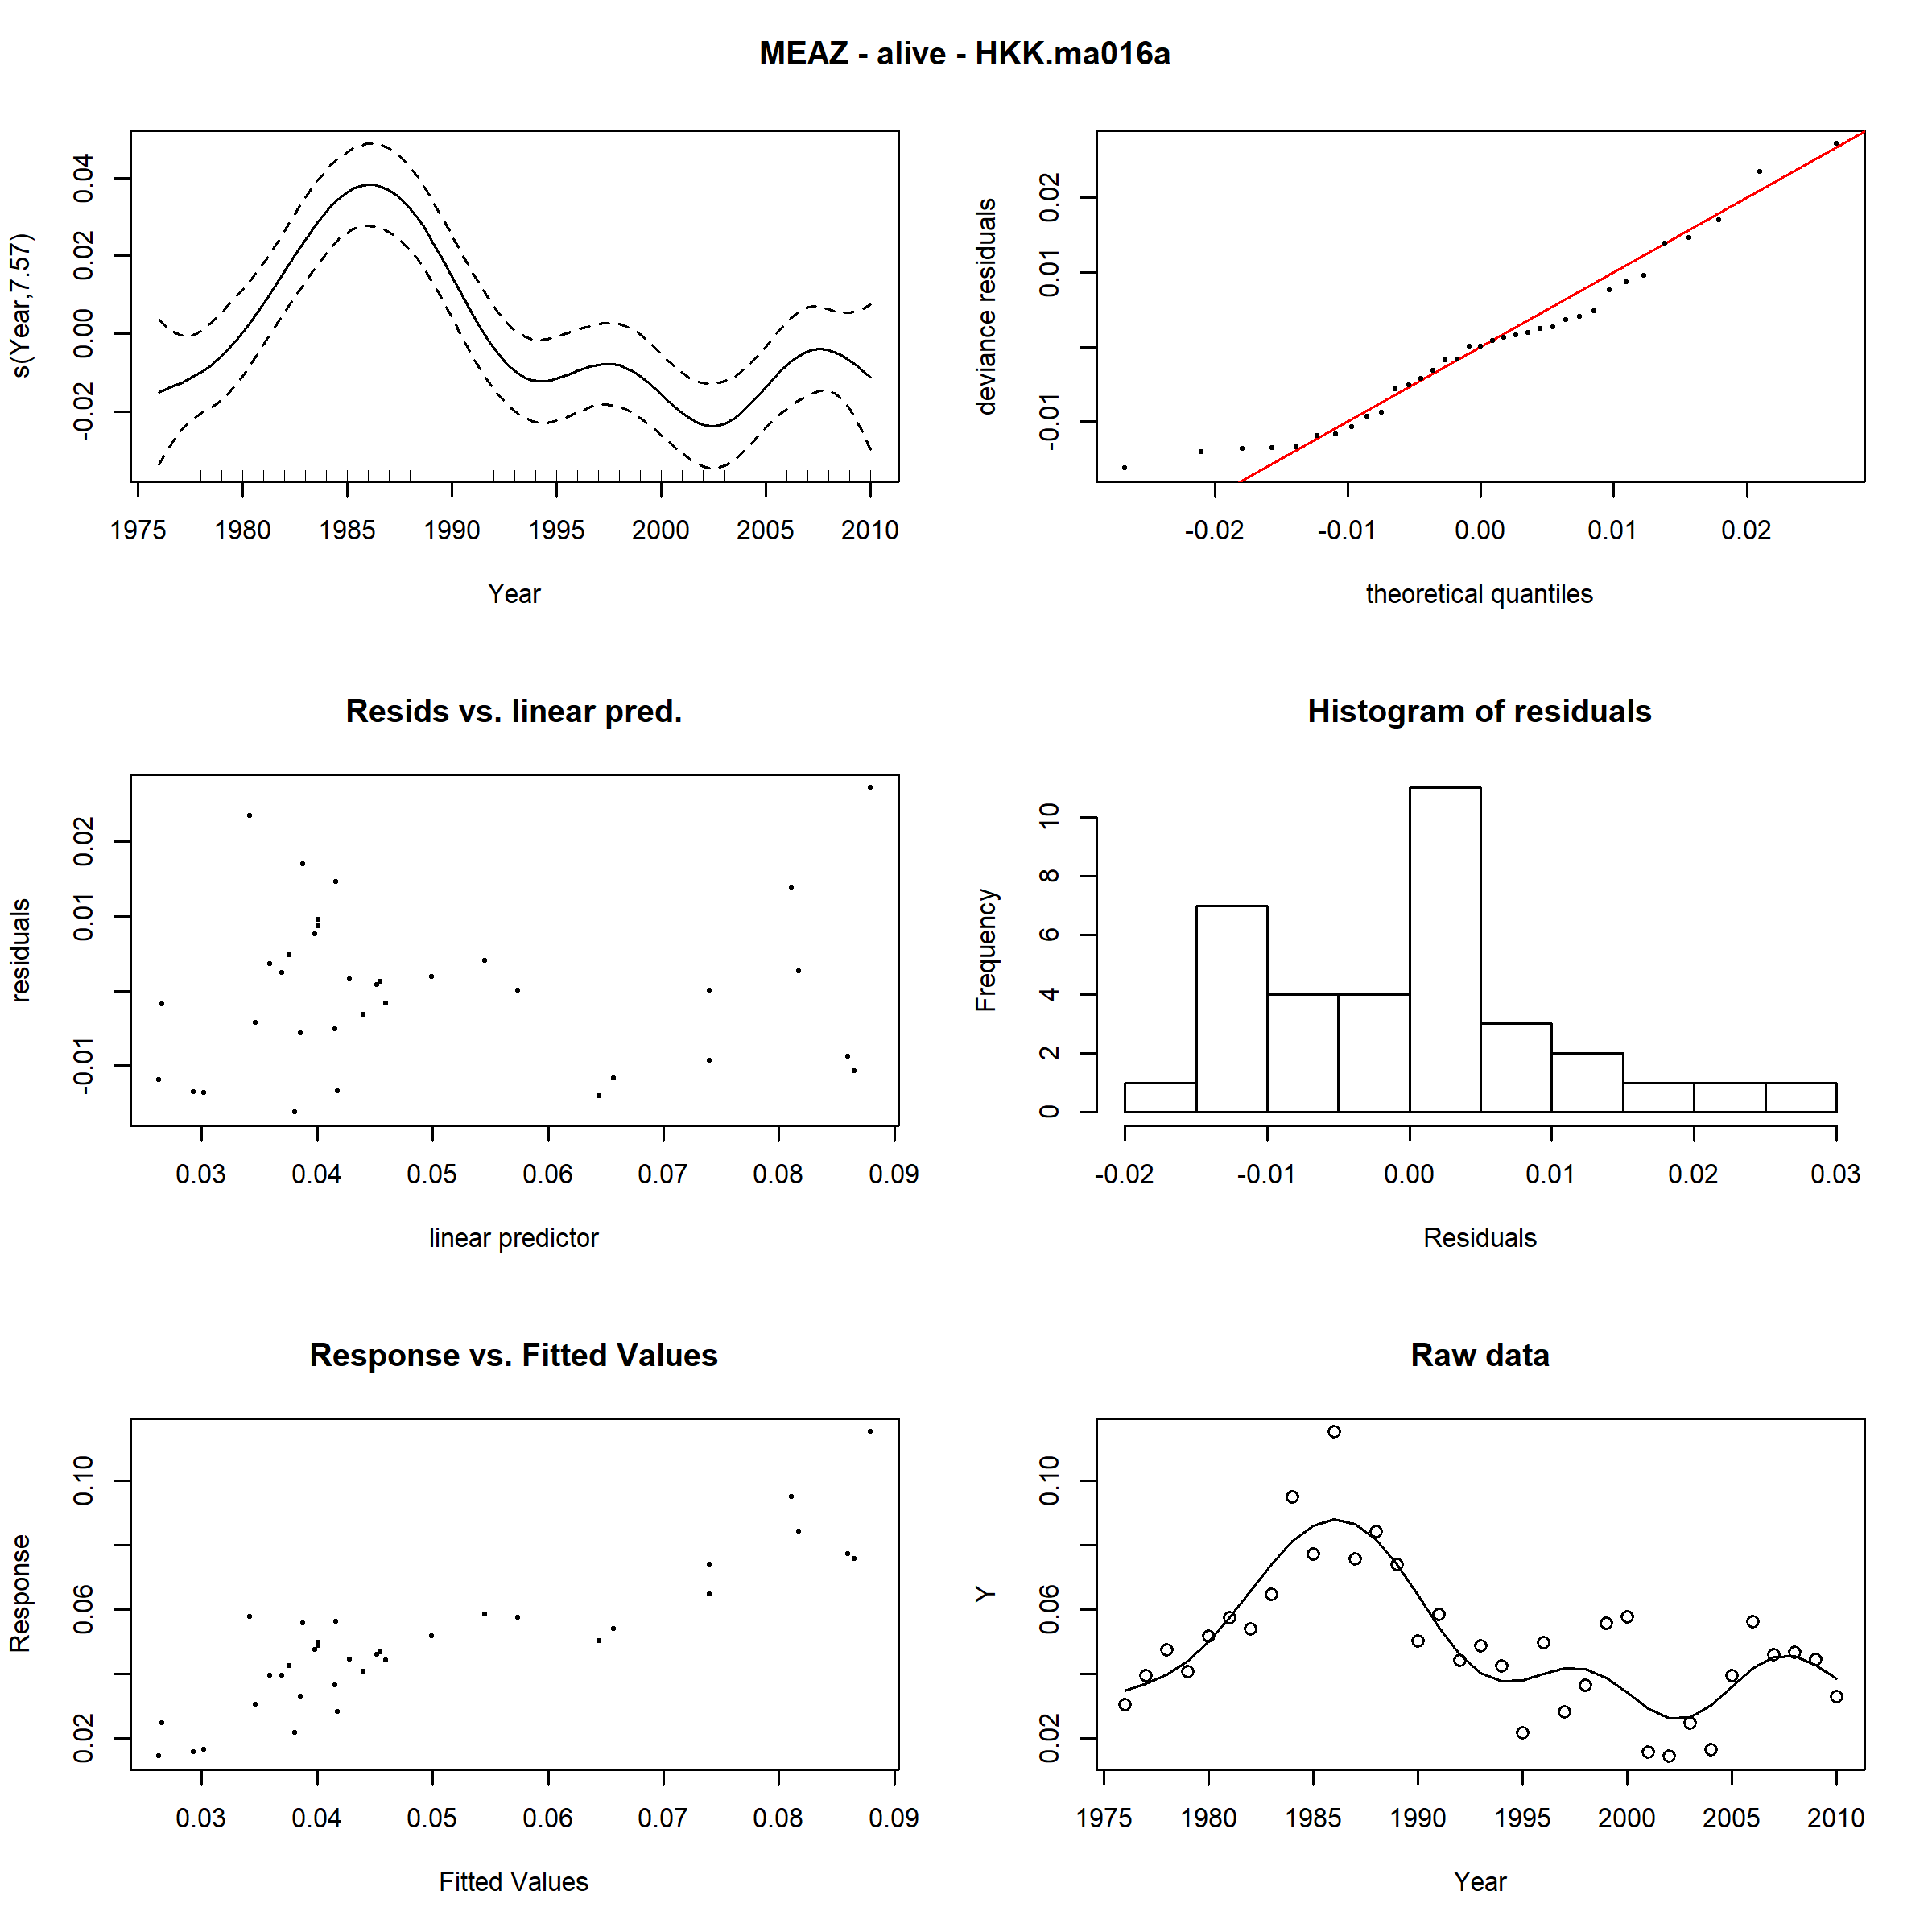 MEAZ - alive - HKK.ma016a
s(Year,7.57)
-0.02 0.00 0.02 0.04
1975 1980 1985 1990 1995 2000 2005 2010
Year
deviance residuals
-0.01 0.01 0.02
-0.02 -0.01 0.00 0.01 0.02
theoretical quantiles
Resids vs. linear pred.
residuals
-0.01 0.01 0.02
0.03 0.04 0.05 0.06 0.07 0.08 0.09
linear predictor
Histogram of residuals
Frequency
0 2 4 6 8 10
-0.02 -0.01 0.00 0.01 0.02 0.03
Residuals
Response vs. Fitted Values
Response
0.02 0.06 0.10
0.03 0.04 0.05 0.06 0.07 0.08 0.09
Fitted Values
Raw data
Y
0.02 0.06 0.10
1975 1980 1985 1990 1995 2000 2005 2010
Year